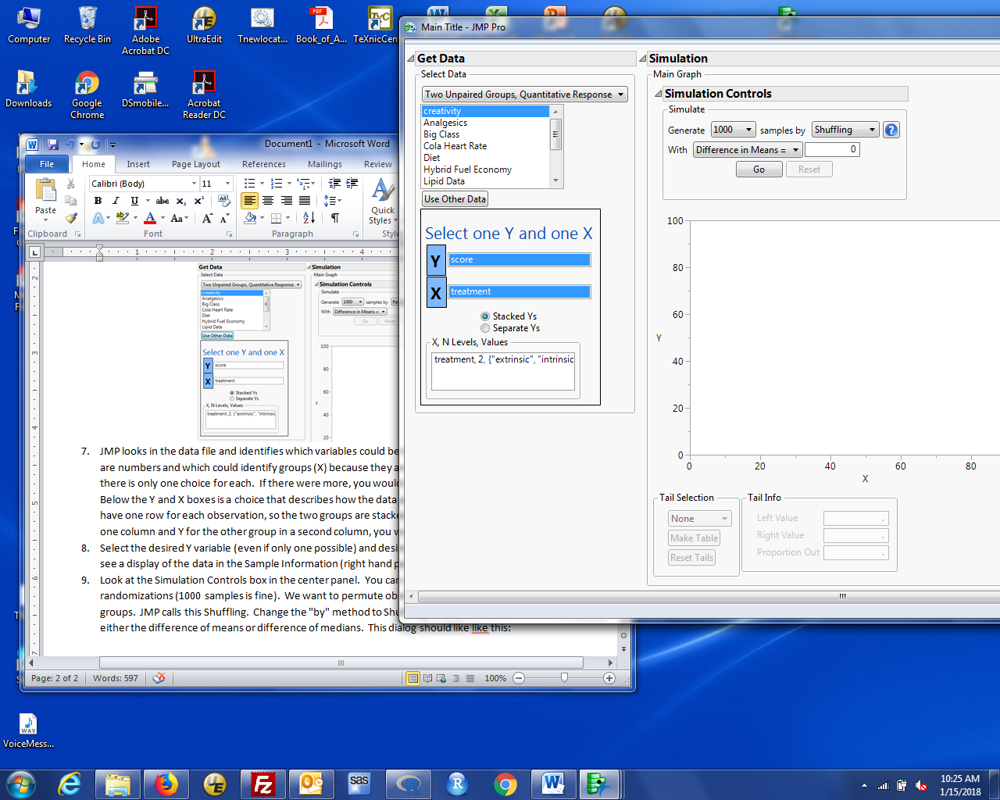 Computer
Recycle Bin
Adobe Acrobat DC
UltraEdit
Tnewlocat...
Book_of_A...
TeXnicCen
Downloads
Google Chrome
DSmobile...
Acrobat Reader DC
VoiceMess...
Document1 - Microsoft Word
File Home Insert Page Layout References Mailings Review
Calibri (Body) 11
Paste
Quick Styles
Clipboard Font Paragraph
Get Data Simulation
Select Data Main Graph
Two Unpaired Groups, Quantitative Response Simulation Controls
creativity Simulate
Analgesics
Big Class Generate 1000 samples by
Cola Heart Rate
Diet With Difference in Means =
Hybrid Fuel Economy
Lipid Data Go Reset
Use Other Data
Select one Y and one X
Y score
X treatment
Stacked Ys
Separate Ys
X, N Levels, Values
treatment, 2, {"extrinsic", "intrinsic
100
80
60
Y
40
20
7. JMP looks in the data file and identifies which variables could be
are numbers and which could identify groups (X) because they a
there is only one choice for each. If there were more, you would
Below the Y and X boxes is a choice that describes how the data
have one row for each observation, so the two groups are stacke
one column and Y for the other group in a second column, you w
8. Select the desired Y variable (even if only one possible) and desi
see a display of the data in the Sample Information (right hand p
9. Look at the Simulation Controls box in the center panel. You can
randomizations (1000 samples is fine). We want to permute ob
groups. JMP calls this Shuffling. Change the "by" method to Shu
either the difference of means or difference of medians. This dialog should like like this:
Page: 2 of 2 Words: 597 100%
Main Title - JMP Pro
Get Data
Select Data
Two Unpaired Groups, Quantitative Response
creativity
Analgesics
Big Class
Cola Heart Rate
Diet
Hybrid Fuel Economy
Lipid Data
Use Other Data
Select one Y and one X
Y score
X treatment
Stacked Ys
Separate Ys
X, N Levels, Values
treatment, 2, {"extrinsic", "intrinsic
Simulation
Main Graph
Simulation Controls
Simulate
Generate 1000 samples by Shuffling
With Difference in Means = 0
Go Reset
100
80
60
Y
40
20
0
0 20 40 60 80
X
Tail Selection
None
Make Table
Reset Tails
Tail Info
Left Value .
Right Value .
Proportion Out .
10:25 AM
1/15/2018